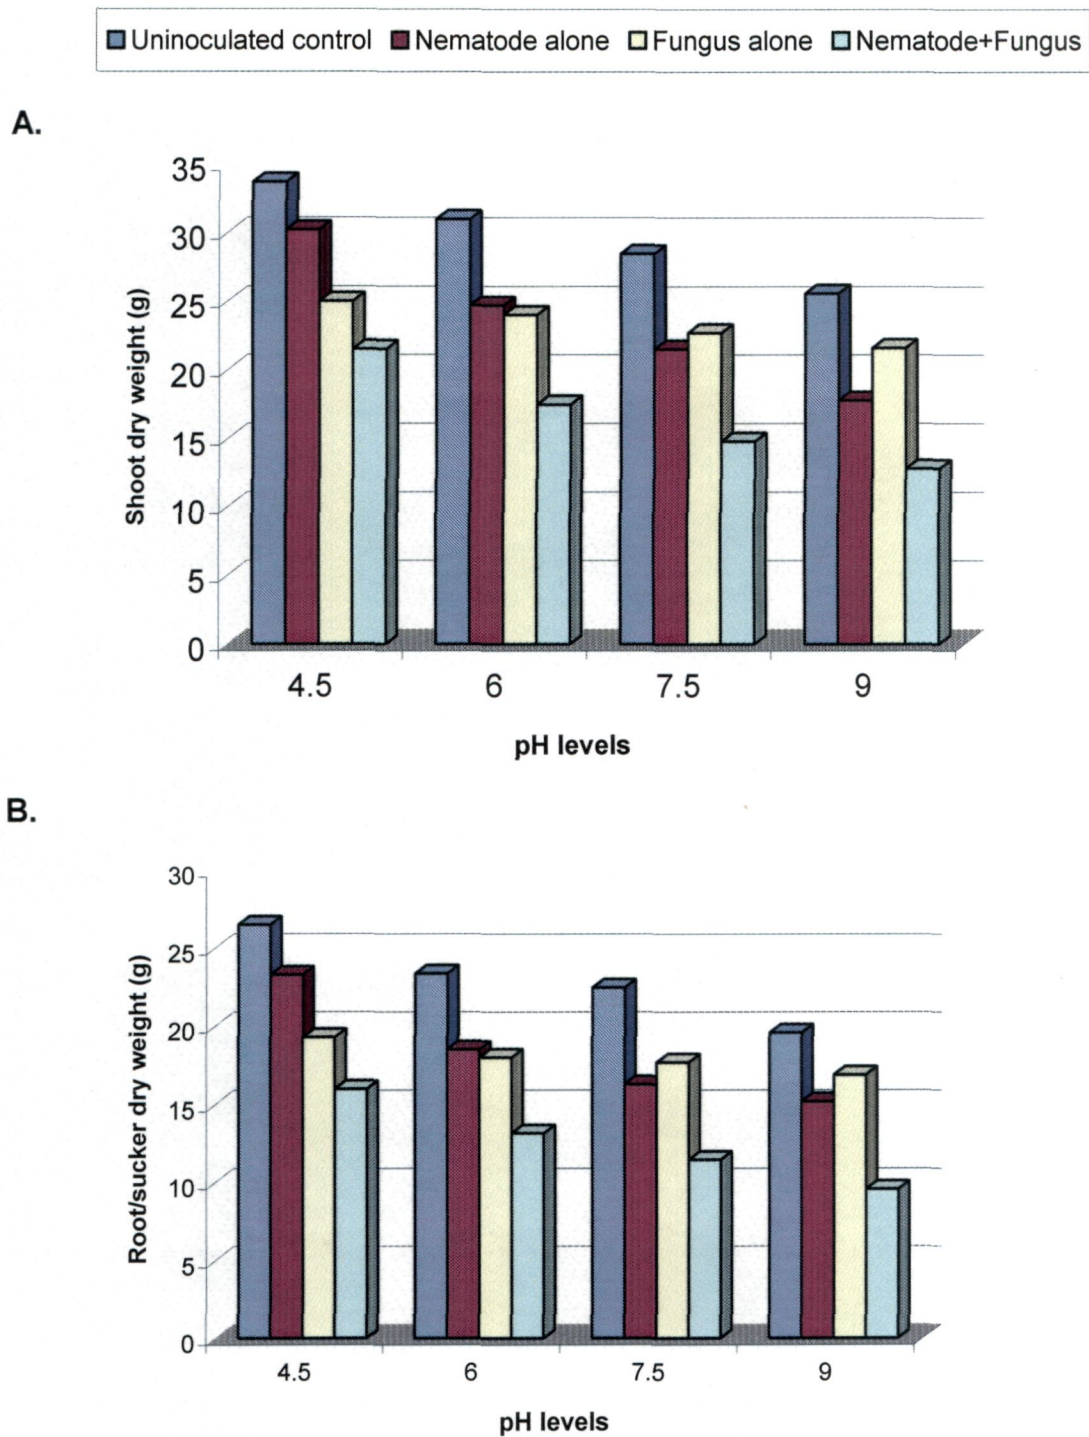 Uninoculated control Nematode alone Fungus alone Nematode+Fungus
A.
35
30
25
20
15
10
5
0
Shoot dry weight (g)
4.5 6 7.5 9
pH levels
B.
30
25
20
15
10
5
0
Root/sucker dry weight (g)
4.5 6 7.5 9
pH levels